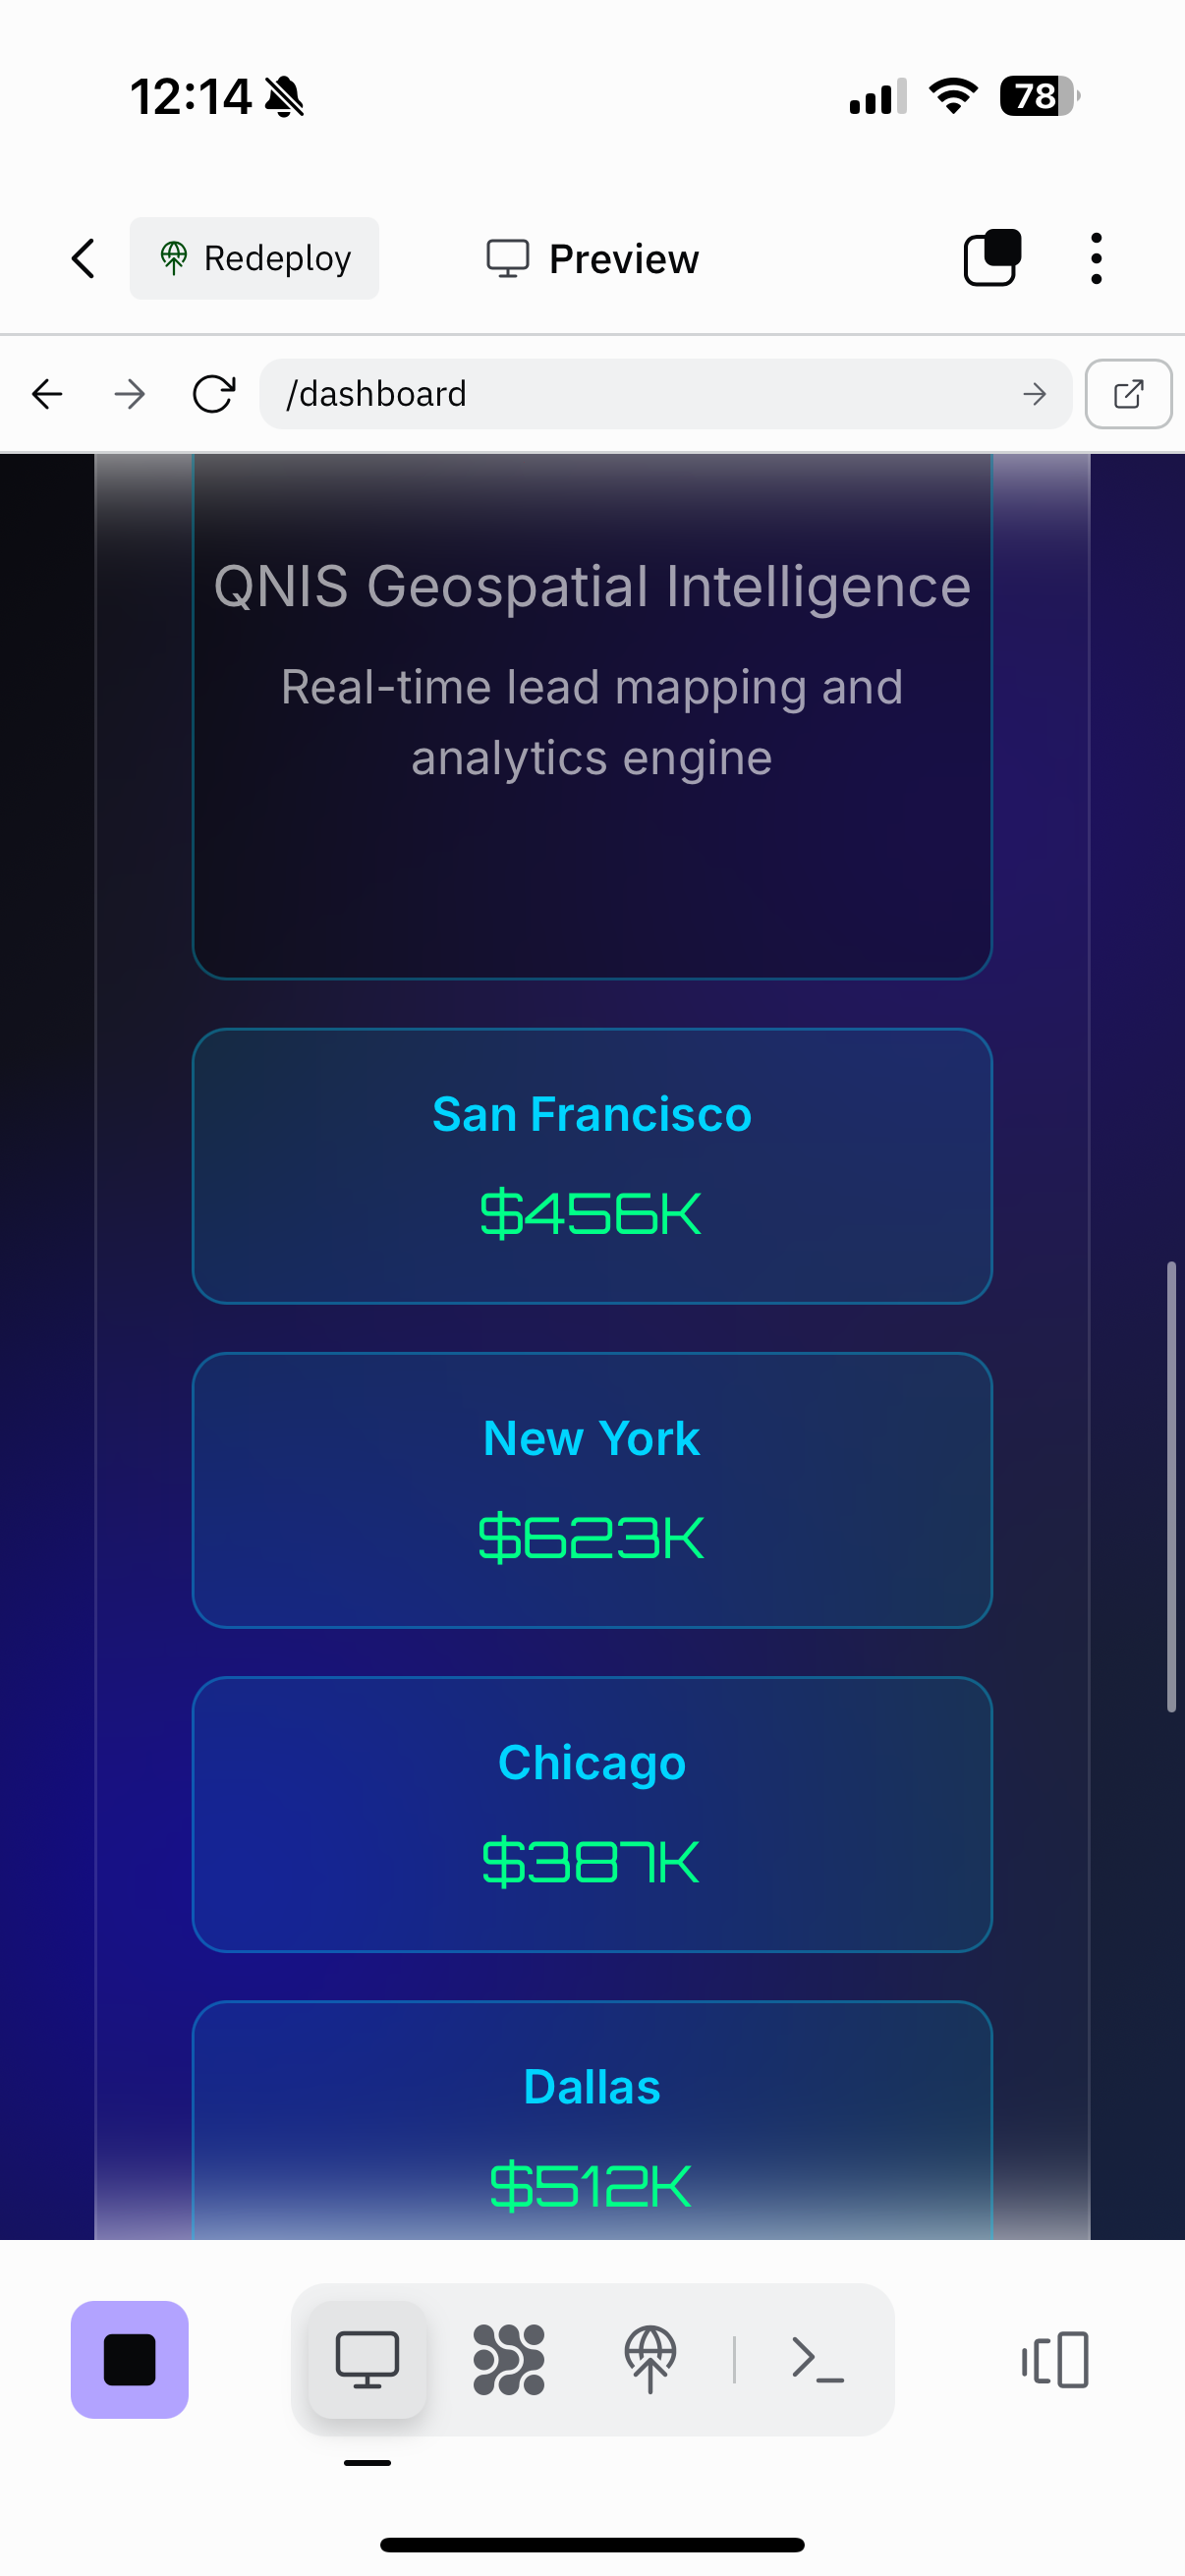 12:14
78
Redeploy
Preview
/dashboard
QNIS Geospatial Intelligence
Real-time lead mapping and
analytics engine
San Francisco
$456K
New York
$623K
Chicago
$387K
Dallas
$512K